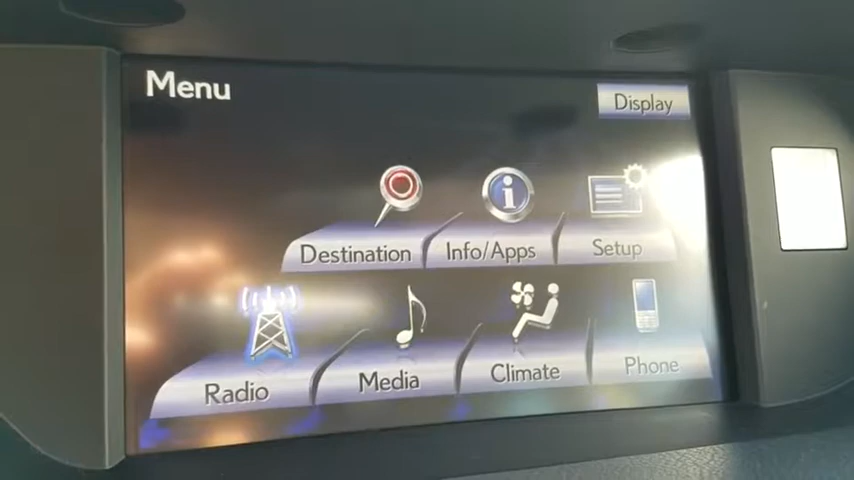 Menu
Display
Destination
Info/Apps
Setup
Radio
Media
Climate
Phone